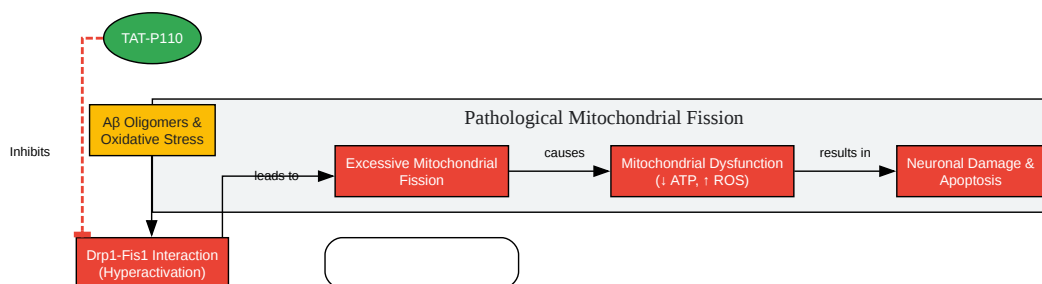 TAT-P110
Pathological Mitochondrial Fission
Aβ Oligomers &
Oxidative Stress
Inhibits
leads to
Excessive Mitochondrial
Fission
causes
Mitochondrial Dysfunction
(↓ ATP, ↑ ROS)
results in
Neuronal Damage &
Apoptosis
Drp1-Fis1 Interaction
(Hyperactivation)